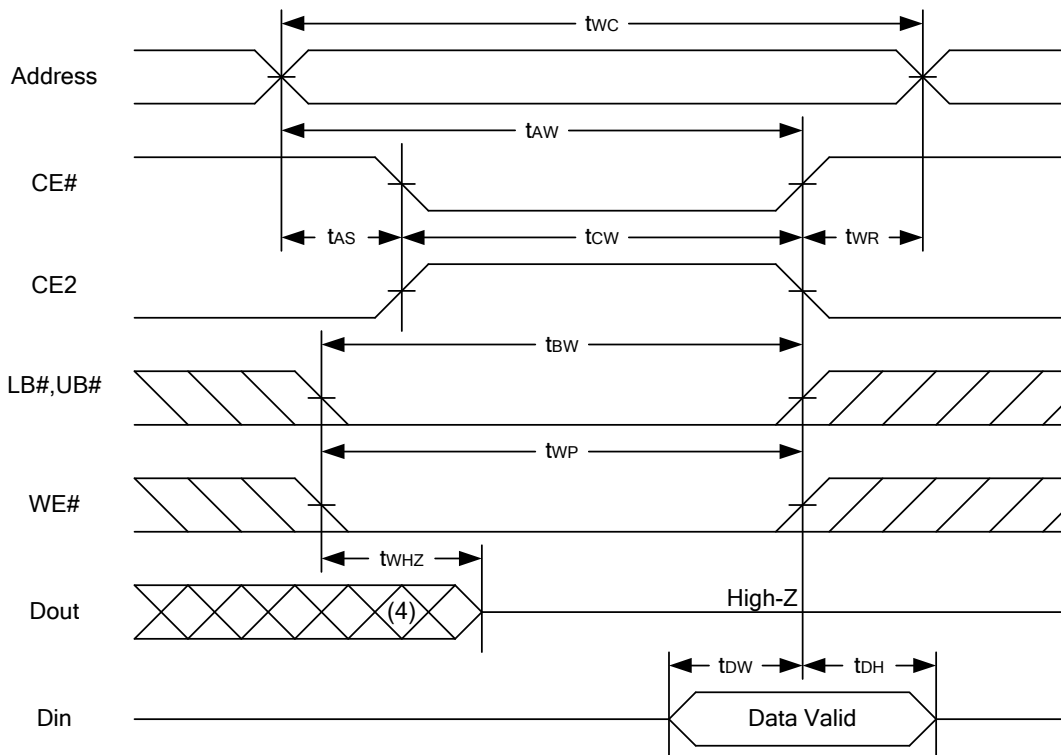 tWC
Address
tAW
CE#
tAS
tCW
tWR
CE2
tBW
LB#,UB#
tWP
WE#
tWHZ
Dout
(4)
High-Z
tDW
tDH
Din
Data Valid